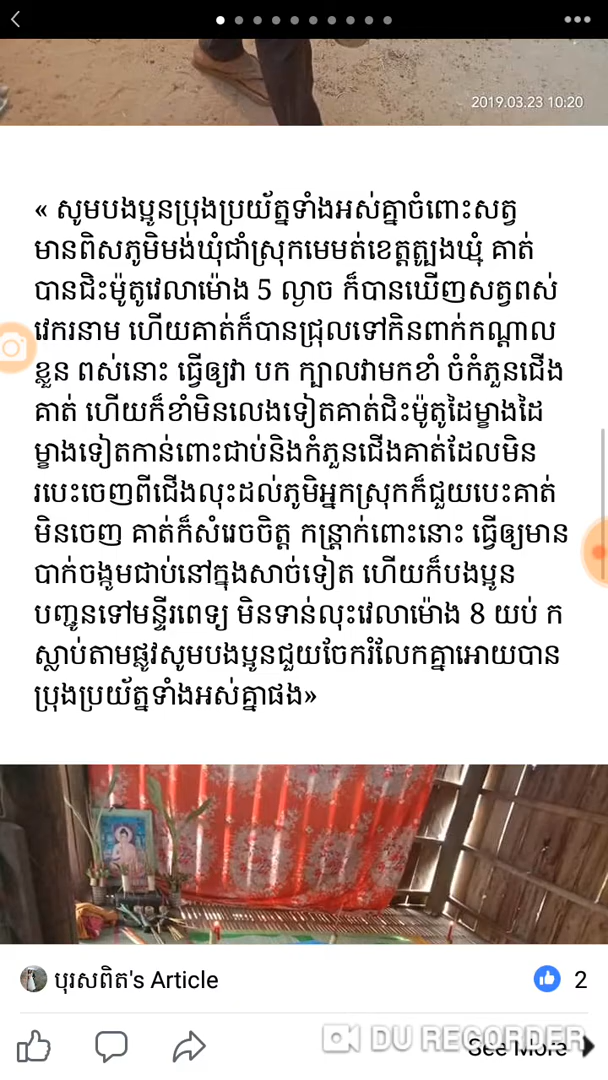 2019.03.23 10:20
« សូមបងប្អូនប្រុងប្រយ័ត្នទាំងអស់គ្នាចំពោះសត្វ
មានពិសភូមិមង់ឃុំជាំស្រុកមេមត់ខេត្តត្បូងឃ្មុំ គាត់
បានជិះម៉ូតូវេលាម៉ោង 5 ល្ងាច ក៏បានឃើញសត្វពស់
វេករនាម ហើយគាត់ក៏បានជ្រុលទៅកិនពាក់កណ្តាល
ខ្លួន ពស់នោះ ធ្វើឲ្យវា បក ក្បាលវាមកខាំ ចំកំភួនជើង
គាត់ ហើយក៏ខាំមិនលេងទៀតគាត់ជិះម៉ូតូដៃម្ខាងដៃ
ម្ខាងទៀតកាន់ពោះជាប់និងកំភួនជើងគាត់ដែលមិន
របេះចេញពីជើងលុះដល់ភូមិអ្នកស្រុកក៏ជួយបេះគាត់
មិនចេញ គាត់ក៏សំរេចចិត្ត កន្ត្រាក់ពោះនោះ ធ្វើឲ្យមាន
បាក់ចង្កូមជាប់នៅក្នុងសាច់ទៀត ហើយក៏បងប្អូន
បញ្ជូនទៅមន្ទីរពេទ្យ មិនទាន់លុះវេលាម៉ោង 8 យប់ ក
ស្លាប់តាមផ្លូវសូមបងប្អូនជួយចែករំលែកគ្នាអោយបាន
ប្រុងប្រយ័ត្នទាំងអស់គ្នាផង»
បុរសពិត's Article
2
DU RECORDER
See More